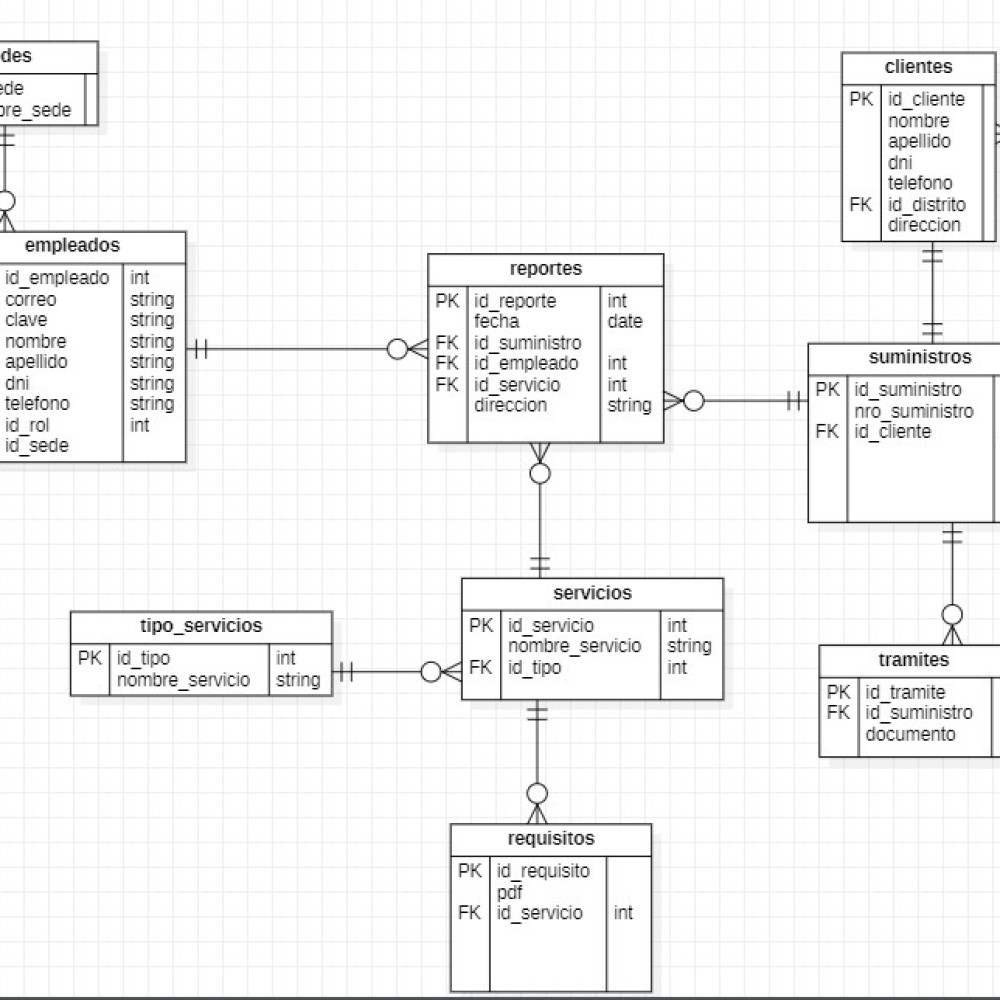 des
ede
bre_sede
empleados
id_empleado int
correo string
clave string
nombre string
apellido string
dni string
telefono string
id_rol int
id_sede
reportes
PK id_reporte int
fecha date
FK id_suministro
FK id_empleado int
FK id_servicio int
direccion string
clientes
PK id_cliente
nombre
apellido
dni
telefono
FK id_distrito
direccion
suministros
PK id_suministro
nro_suministro
FK id_cliente
tipo_servicios
PK id_tipo int
nombre_servicio string
servicios
PK id_servicio int
nombre_servicio string
FK id_tipo int
tramites
PK id_tramite
FK id_suministro
documento
requisitos
PK id_requisito
pdf
FK id_servicio int